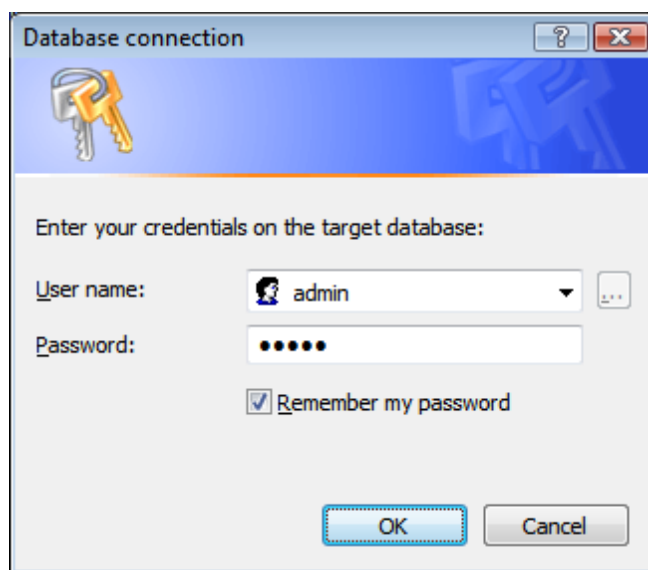 Database connection
Enter your credentials on the target database:
User name:
admin
...
Password:
●●●●●
Remember my password
OK
Cancel